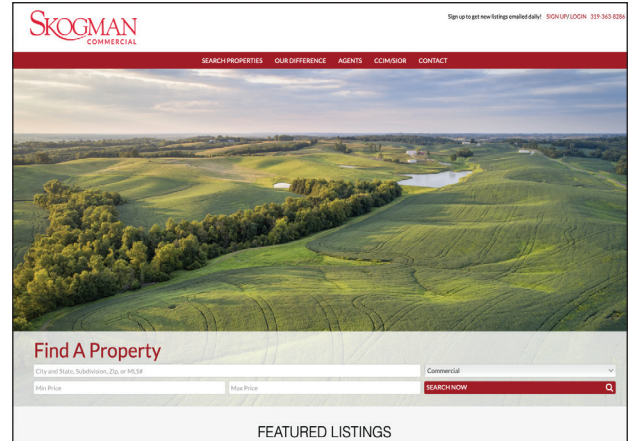 SKOGMAN
COMMERCIAL
Sign up to get new listings emailed daily! SIGN UP/LOGIN 319-363-8286
SEARCH PROPERTIES OUR DIFFERENCE AGENTS CCIM/SIOR CONTACT
Find A Property
City and State, Subdivision, Zip, or MLS# Commercial
Min Price Max Price SEARCH NOW
FEATURED LISTINGS